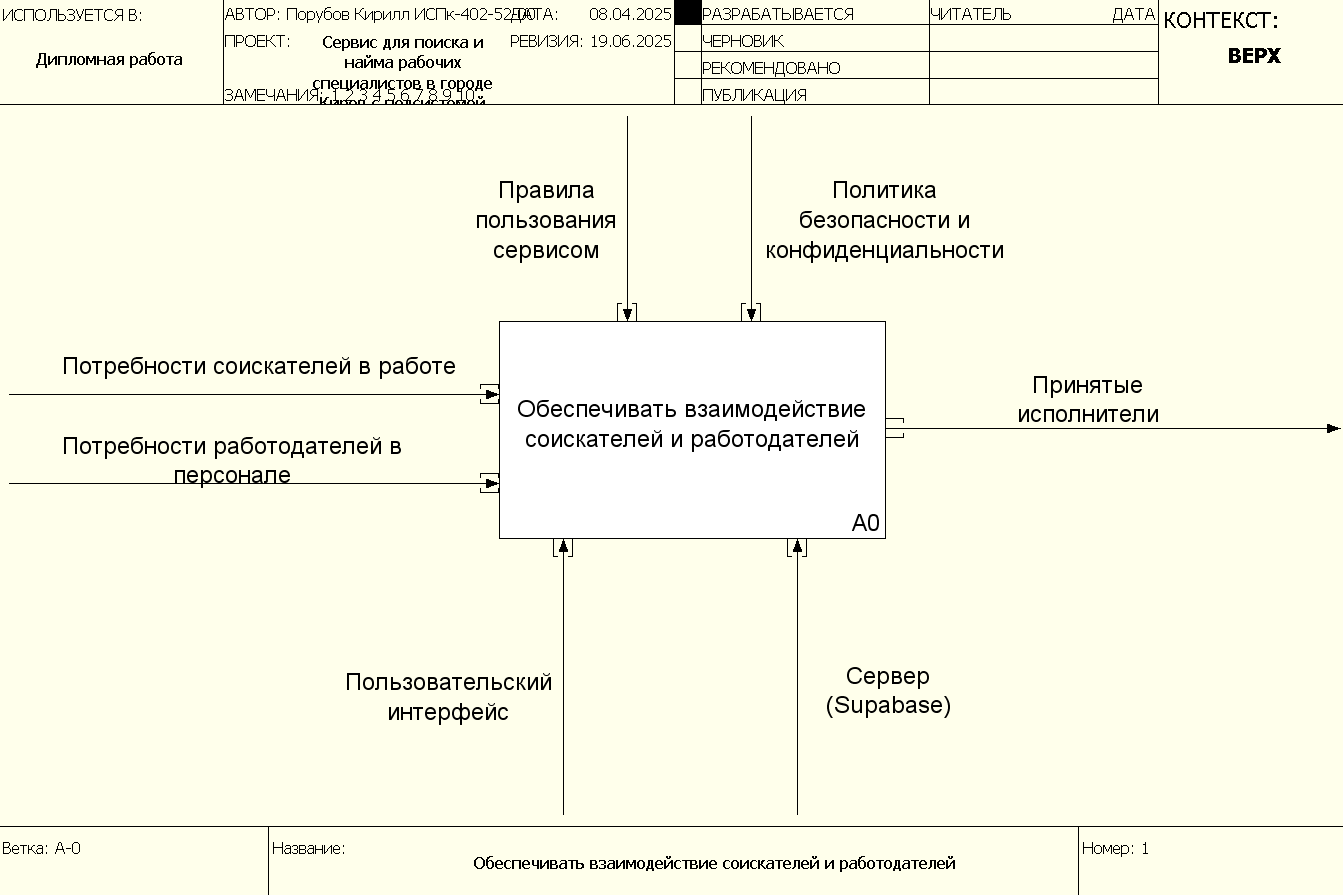 ИСПОЛЬЗУЕТСЯ В:
Дипломная работа
АВТОР: Порубов Кирилл ИСПк-402-52-00
ДАТА: 08.04.2025
ПРОЕКТ:
Сервис для поиска и
найма рабочих
специалистов в городе
Киров с подсистемой
РЕВИЗИЯ: 19.06.2025
ЗАМЕЧАНИЯ: 1 2 3 4 5 6 7 8 9 10
РАЗРАБАТЫВАЕТСЯ
ЧЕРНОВИК
РЕКОМЕНДОВАНО
ПУБЛИКАЦИЯ
ЧИТАТЕЛЬ ДАТА
КОНТЕКСТ:
ВЕРХ
Правила
пользования
сервисом
Политика
безопасности и
конфиденциальности
Потребности соискателей в работе
Потребности работодателей в
персонале
Обеспечивать взаимодействие
соискателей и работодателей
A0
Принятые
исполнители
Пользовательский
интерфейс
Сервер
(Supabase)
Ветка: A-0
Название:
Обеспечивать взаимодействие соискателей и работодателей
Номер: 1